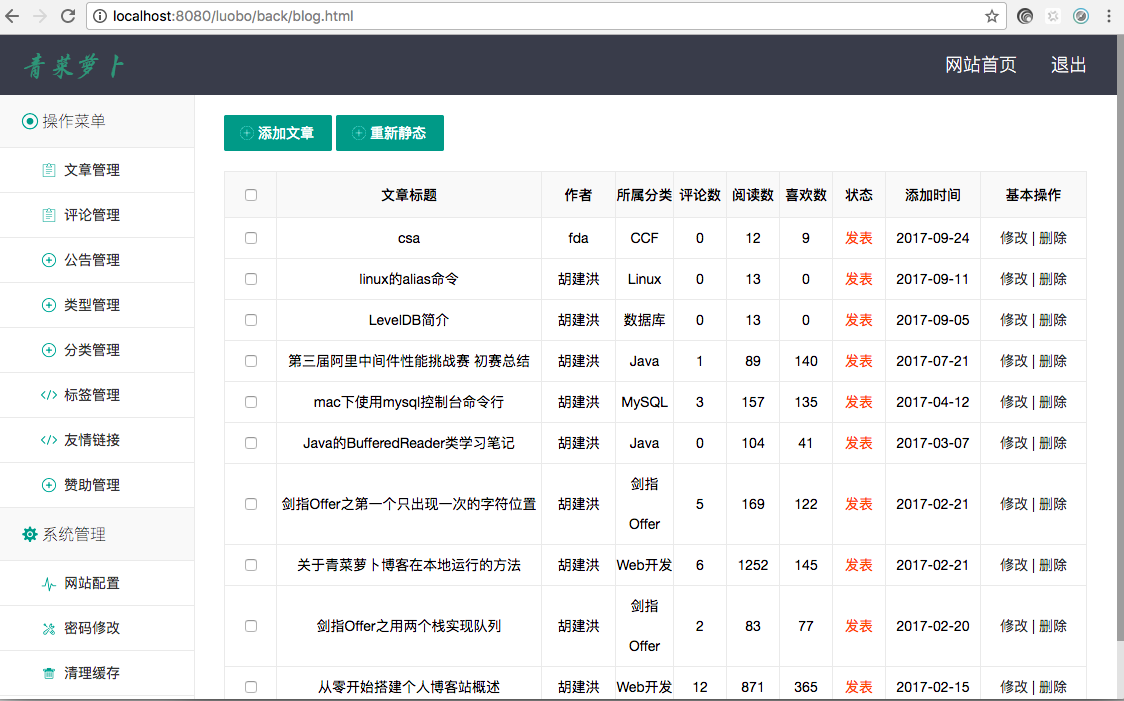 localhost:8080/luobo/back/blog.html
青菜萝卜
网站首页 退出
操作菜单
文章管理
评论管理
公告管理
类型管理
分类管理
标签管理
友情链接
赞助管理
系统管理
网站配置
密码修改
清理缓存
添加文章 重新静态
文章标题 作者 所属分类 评论数 阅读数 喜欢数 状态 添加时间 基本操作
csa fda CCF 0 12 9 发表 2017-09-24 修改 | 删除
linux的alias命令 胡建洪 Linux 0 13 0 发表 2017-09-11 修改 | 删除
LevelDB简介 胡建洪 数据库 0 13 0 发表 2017-09-05 修改 | 删除
第三届阿里中间件性能挑战赛 初赛总结 胡建洪 Java 1 89 140 发表 2017-07-21 修改 | 删除
mac下使用mysql控制台命令行 胡建洪 MySQL 3 157 135 发表 2017-04-12 修改 | 删除
Java的BufferedReader类学习笔记 胡建洪 Java 0 104 41 发表 2017-03-07 修改 | 删除
剑指Offer之第一个只出现一次的字符位置 胡建洪 剑指 Offer 5 169 122 发表 2017-02-21 修改 | 删除
关于青菜萝卜博客在本地运行的方法 胡建洪 Web开发 6 1252 145 发表 2017-02-21 修改 | 删除
剑指Offer之用两个栈实现队列 胡建洪 剑指 Offer 2 83 77 发表 2017-02-20 修改 | 删除
从零开始搭建个人博客站概述 胡建洪 Web开发 12 871 365 发表 2017-02-15 修改 | 删除